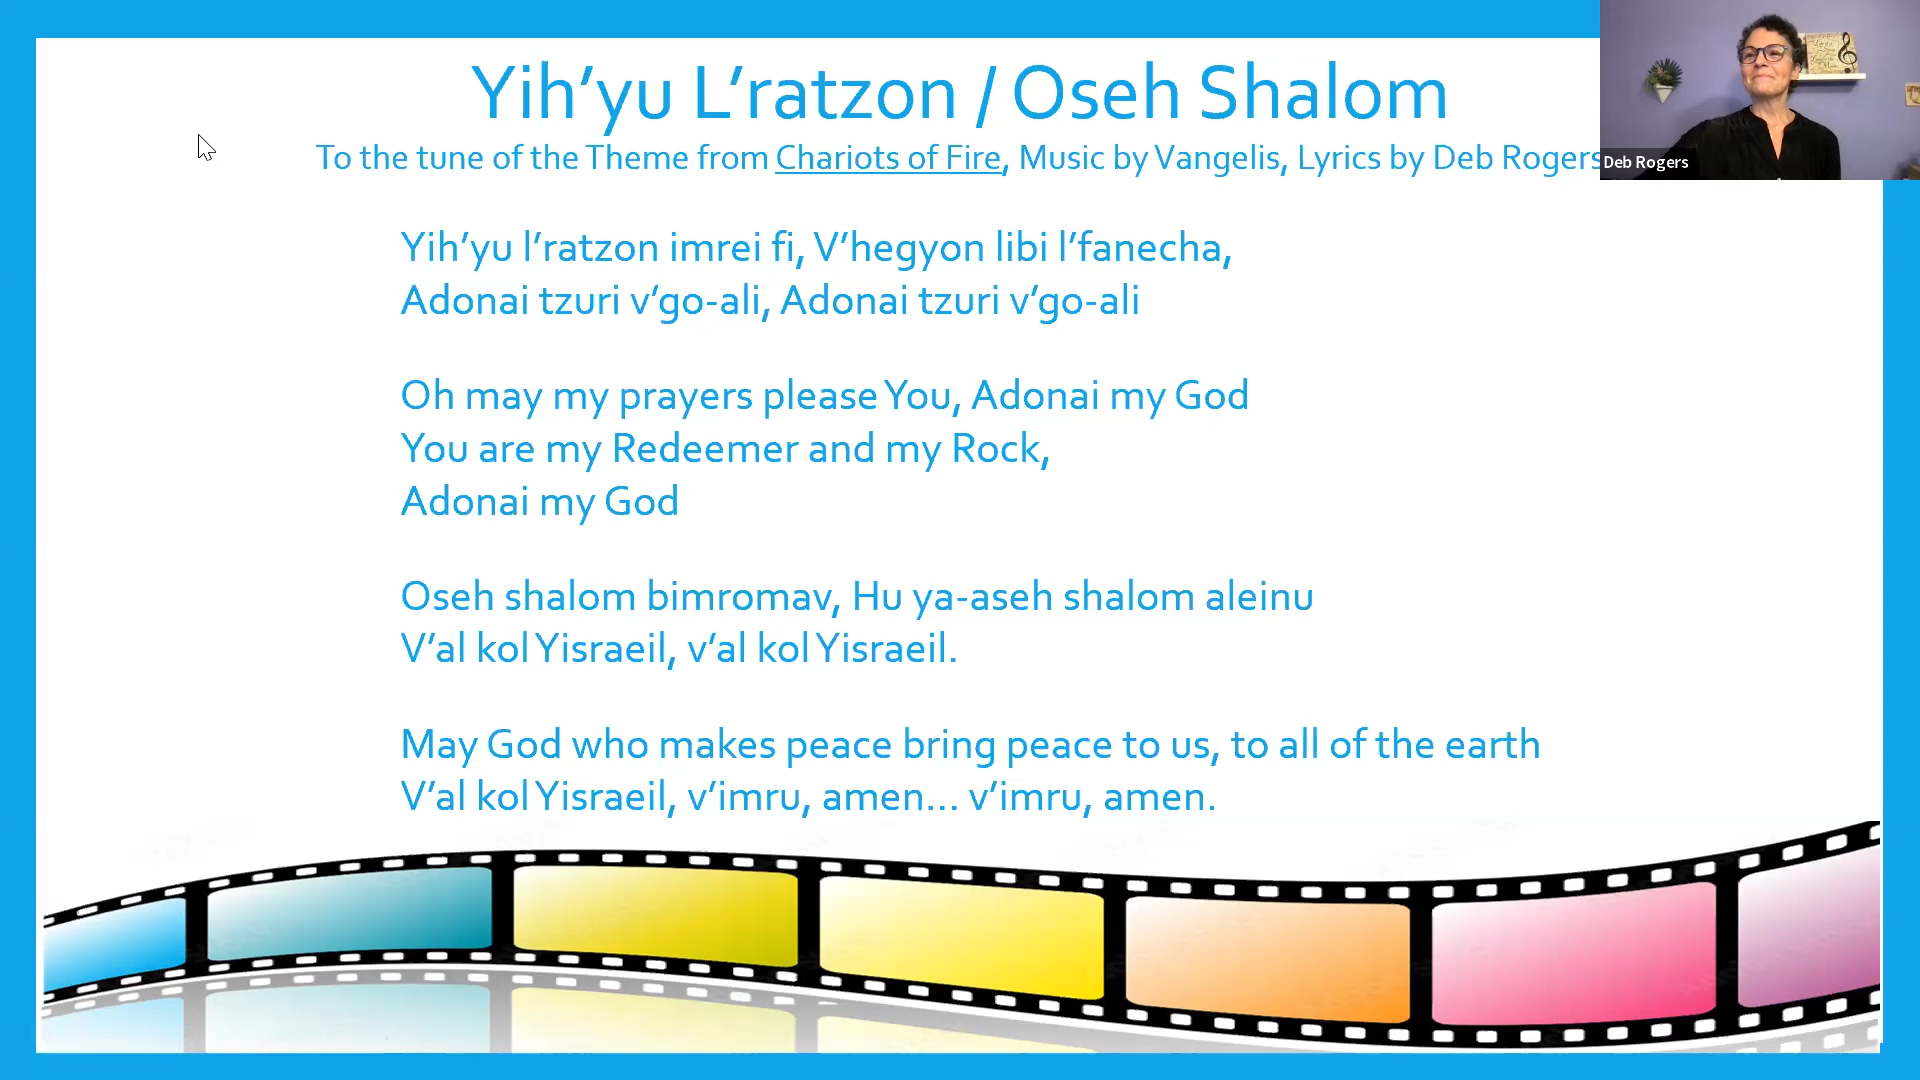 Yih’yu L’ratzon / Oseh Shalom
To the tune of the Theme from Chariots of Fire, Music by Vangelis, Lyrics by Deb Rogers
Deb Rogers
Yih’yu l’ratzon imrei fi, V’hegyon libi l’fanecha,
Adonai tzuri v’go-ali, Adonai tzuri v’go-ali
Oh may my prayers please You, Adonai my God
You are my Redeemer and my Rock,
Adonai my God
Oseh shalom bimromav, Hu ya-aseh shalom aleinu
V’al kol Yisraeil, v’al kol Yisraeil.
May God who makes peace bring peace to us, to all of the earth
V’al kol Yisraeil, v’imru, amen... v’imru, amen.